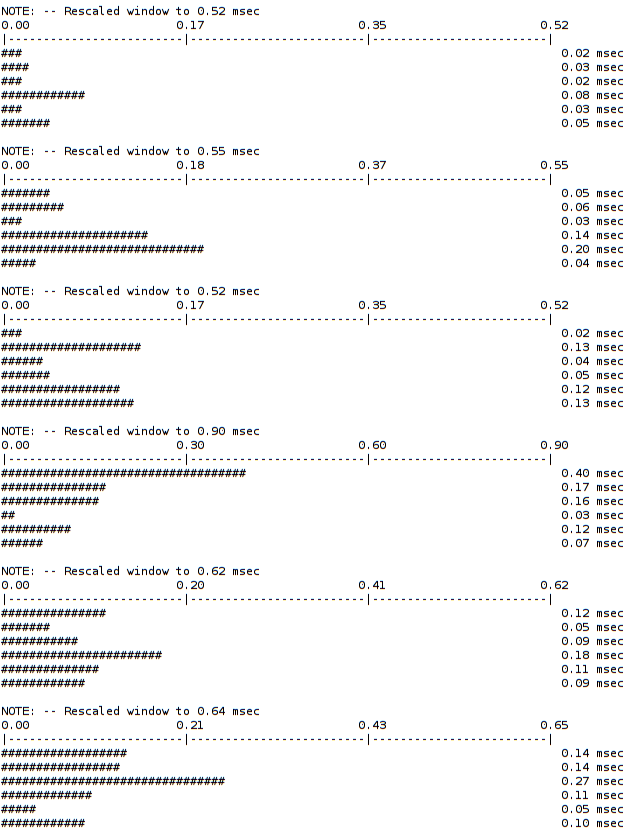 NOTE: -- Rescaled window to 0.52 msec
0.00                      0.17                     0.35                      0.52
|-------------------------|-------------------------|-------------------------|
### 0.02 msec
#### 0.03 msec
### 0.02 msec
############ 0.08 msec
### 0.03 msec
####### 0.05 msec
NOTE: -- Rescaled window to 0.55 msec
0.00                      0.18                     0.37                      0.55
|-------------------------|-------------------------|-------------------------|
####### 0.05 msec
######### 0.06 msec
### 0.03 msec
##################### 0.14 msec
############################# 0.20 msec
##### 0.04 msec
NOTE: -- Rescaled window to 0.52 msec
0.00                      0.17                     0.35                      0.52
|-------------------------|-------------------------|-------------------------|
### 0.02 msec
#################### 0.13 msec
###### 0.04 msec
####### 0.05 msec
################# 0.12 msec
################### 0.13 msec
NOTE: -- Rescaled window to 0.90 msec
0.00                      0.30                     0.60                      0.90
|-------------------------|-------------------------|-------------------------|
################################### 0.40 msec
############### 0.17 msec
############## 0.16 msec
## 0.03 msec
########## 0.12 msec
###### 0.07 msec
NOTE: -- Rescaled window to 0.62 msec
0.00                      0.20                     0.41                      0.62
|-------------------------|-------------------------|-------------------------|
############### 0.12 msec
####### 0.05 msec
########### 0.09 msec
####################### 0.18 msec
############## 0.11 msec
############ 0.09 msec
NOTE: -- Rescaled window to 0.64 msec
0.00                      0.21                     0.43                      0.65
|-------------------------|-------------------------|-------------------------|
################## 0.14 msec
################# 0.14 msec
################################ 0.27 msec
############# 0.11 msec
##### 0.05 msec
############ 0.10 msec